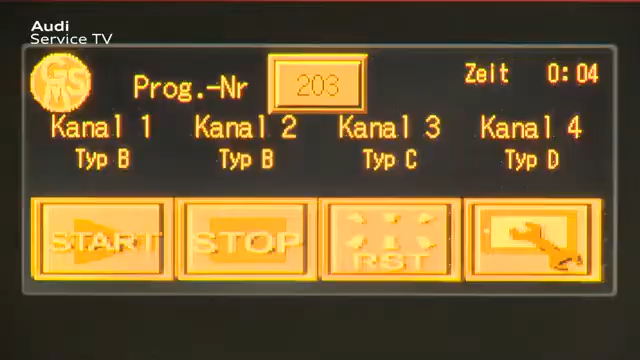 Audi
Service TV
GSM
Prog.-Nr 203
Zeit 0:04
Kanal 1 Kanal 2 Kanal 3 Kanal 4
Typ B Typ B Typ C Typ D
START STOP RST